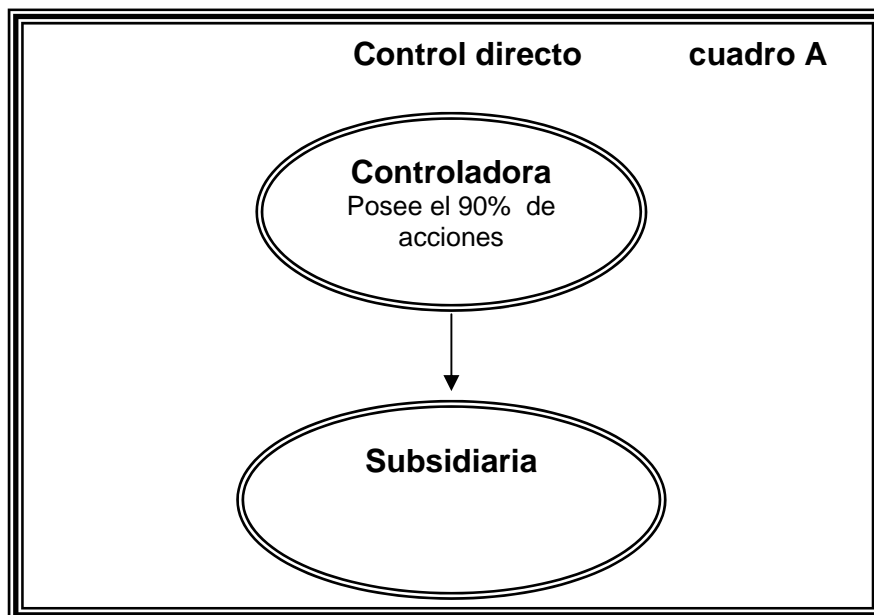 Control directo cuadro A
Controladora
Posee el 90% de
acciones
Subsidiaria